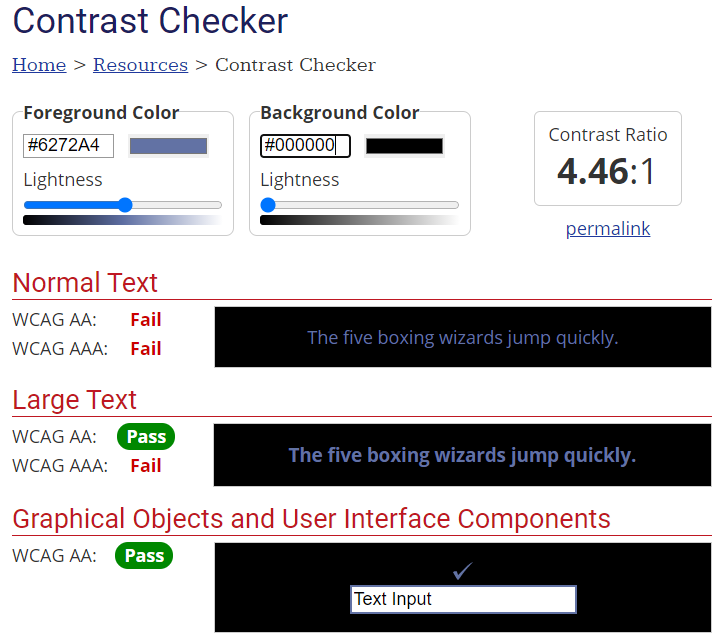 Contrast Checker
Home > Resources > Contrast Checker
Foreground Color
#6272A4
Lightness
Background Color
#000000
Lightness
Contrast Ratio
4.46:1
permalink
Normal Text
WCAG AA: Fail
WCAG AAA: Fail
The five boxing wizards jump quickly.
Large Text
WCAG AA: Pass
WCAG AAA: Fail
The five boxing wizards jump quickly.
Graphical Objects and User Interface Components
WCAG AA: Pass
Text Input